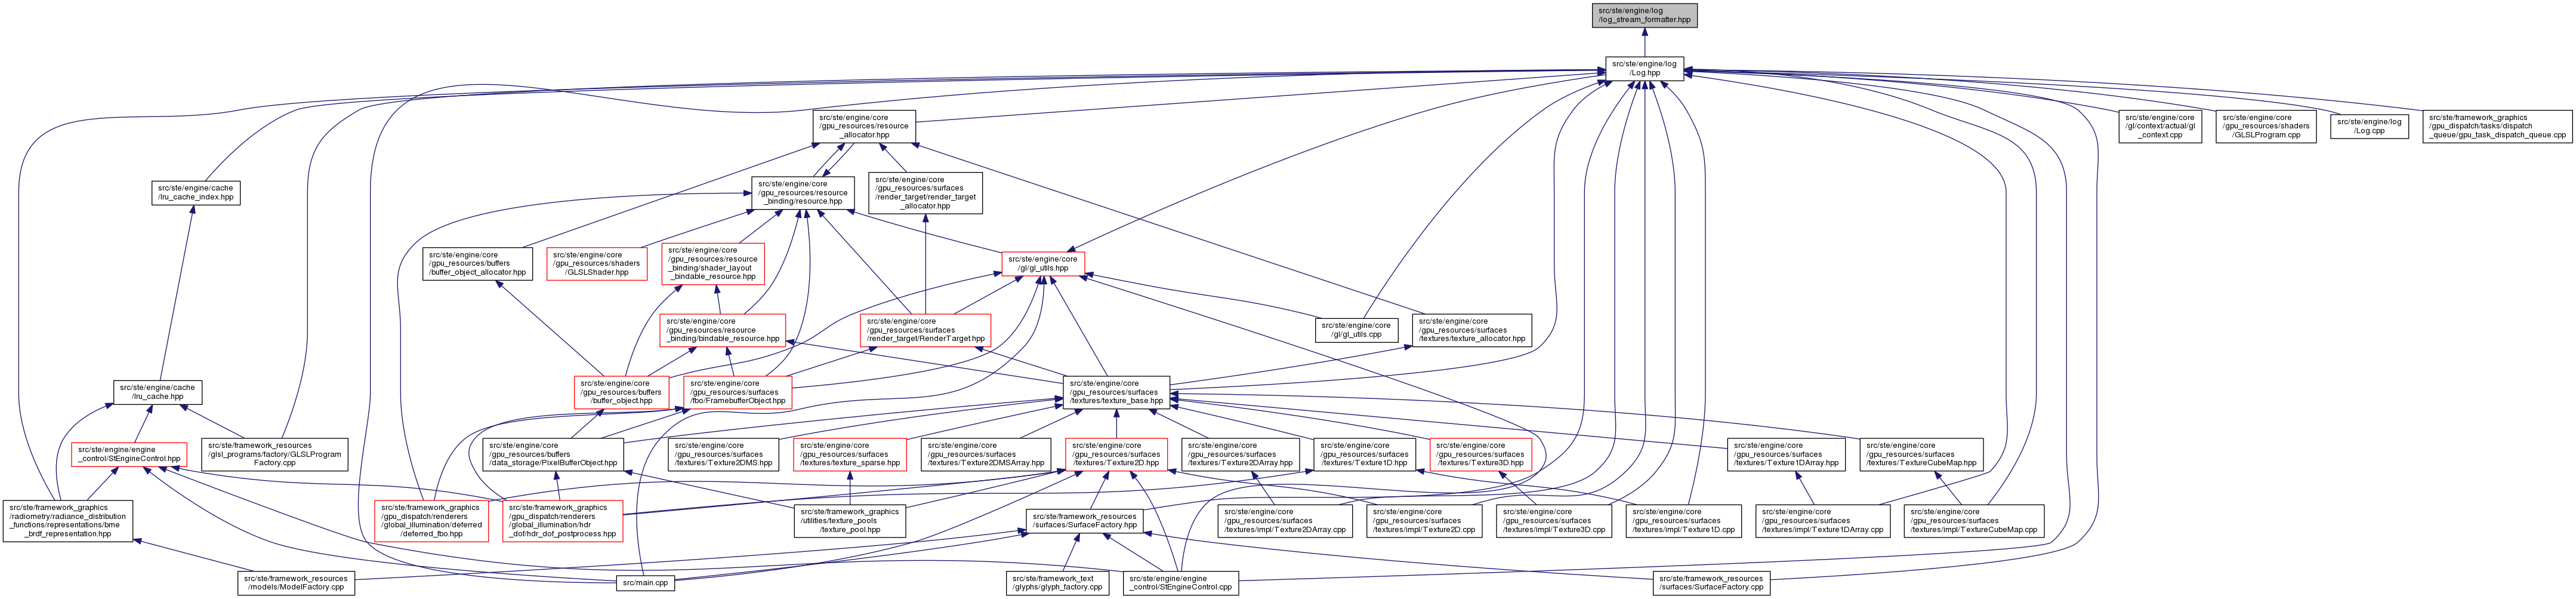 src/ste/engine/log
/log_stream_formatter.hpp
src/ste/engine/log
/Log.hpp
src/ste/engine/core
/gpu_resources/resource
_allocator.hpp
src/ste/engine/core
/gl/context/actual/gl
_context.cpp
src/ste/engine/core
/gpu_resources/shaders
/GLSLProgram.cpp
src/ste/engine/log
/Log.cpp
src/ste/framework_graphics
/gpu_dispatch/tasks/dispatch
_queue/gpu_task_dispatch_queue.cpp
src/ste/engine/cache
/lru_cache_index.hpp
src/ste/engine/core
/gpu_resources/resource
_binding/resource.hpp
src/ste/engine/core
/gpu_resources/surfaces
/render_target/render_target
_allocator.hpp
src/ste/engine/core
/gpu_resources/buffers
/buffer_object_allocator.hpp
src/ste/engine/core
/gpu_resources/shaders
/GLSLShader.hpp
src/ste/engine/core
/gpu_resources/resource
_binding/shader_layout
_bindable_resource.hpp
src/ste/engine/core
/gl/gl_utils.hpp
src/ste/engine/core
/gpu_resources/resource
_binding/bindable_resource.hpp
src/ste/engine/core
/gpu_resources/surfaces
/render_target/RenderTarget.hpp
src/ste/engine/core
/gl/gl_utils.cpp
src/ste/engine/core
/gpu_resources/surfaces
/textures/texture_allocator.hpp
src/ste/engine/cache
/lru_cache.hpp
src/ste/engine/core
/gpu_resources/buffers
/buffer_object.hpp
src/ste/engine/core
/gpu_resources/surfaces
/fbo/FramebufferObject.hpp
src/ste/engine/core
/gpu_resources/surfaces
/textures/texture_base.hpp
src/ste/engine/engine
_control/StEngineControl.hpp
src/ste/framework_resources
/glsl_programs/factory/GLSLProgram
Factory.cpp
src/ste/engine/core
/gpu_resources/buffers
/data_storage/PixelBufferObject.hpp
src/ste/engine/core
/gpu_resources/surfaces
/textures/Texture2DMS.hpp
src/ste/engine/core
/gpu_resources/surfaces
/textures/texture_sparse.hpp
src/ste/engine/core
/gpu_resources/surfaces
/textures/Texture2DMSArray.hpp
src/ste/engine/core
/gpu_resources/surfaces
/textures/Texture2D.hpp
src/ste/engine/core
/gpu_resources/surfaces
/textures/Texture2DArray.hpp
src/ste/engine/core
/gpu_resources/surfaces
/textures/Texture1D.hpp
src/ste/engine/core
/gpu_resources/surfaces
/textures/Texture3D.hpp
src/ste/engine/core
/gpu_resources/surfaces
/textures/Texture1DArray.hpp
src/ste/engine/core
/gpu_resources/surfaces
/textures/TextureCubeMap.hpp
src/ste/framework_graphics
/radiometry/radiance_distribution
_functions/representations/bme
_brdf_representation.hpp
src/ste/framework_graphics
/gpu_dispatch/renderers
/global_illumination/deferred
/deferred_fbo.hpp
src/ste/framework_graphics
/gpu_dispatch/renderers
/global_illumination/hdr
_dof/hdr_dof_postprocess.hpp
src/ste/framework_graphics
/utilities/texture_pools
/texture_pool.hpp
src/ste/framework_resources
/surfaces/SurfaceFactory.hpp
src/ste/engine/core
/gpu_resources/surfaces
/textures/impl/Texture2DArray.cpp
src/ste/engine/core
/gpu_resources/surfaces
/textures/impl/Texture2D.cpp
src/ste/engine/core
/gpu_resources/surfaces
/textures/impl/Texture3D.cpp
src/ste/engine/core
/gpu_resources/surfaces
/textures/impl/Texture1D.cpp
src/ste/engine/core
/gpu_resources/surfaces
/textures/impl/Texture1DArray.cpp
src/ste/engine/core
/gpu_resources/surfaces
/textures/impl/TextureCubeMap.cpp
src/ste/framework_resources
/models/ModelFactory.cpp
src/main.cpp
src/ste/framework_text
/glyphs/glyph_factory.cpp
src/ste/engine/engine
_control/StEngineControl.cpp
src/ste/framework_resources
/surfaces/SurfaceFactory.cpp